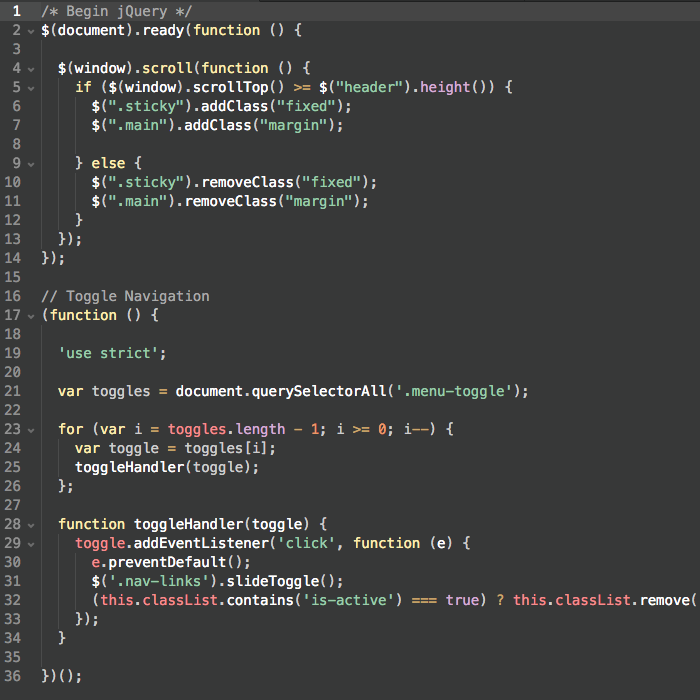 1 /* Begin jQuery */
2 $(document).ready(function () {
3
4   $(window).scroll(function () {
5     if ($(window).scrollTop() >= $("header").height()) {
6       $(".sticky").addClass("fixed");
7       $(".main").addClass("margin");
8
9     } else {
10       $(".sticky").removeClass("fixed");
11       $(".main").removeClass("margin");
12     }
13   });
14 });
15
16 // Toggle Navigation
17 (function () {
18
19   'use strict';
20
21   var toggles = document.querySelectorAll('.menu-toggle');
22
23   for (var i = toggles.length - 1; i >= 0; i--) {
24     var toggle = toggles[i];
25     toggleHandler(toggle);
26   };
27
28   function toggleHandler(toggle) {
29     toggle.addEventListener('click', function (e) {
30       e.preventDefault();
31       $('.nav-links').slideToggle();
32       (this.classList.contains('is-active') === true) ? this.classList.remove(
33     });
34   }
35
36 })();